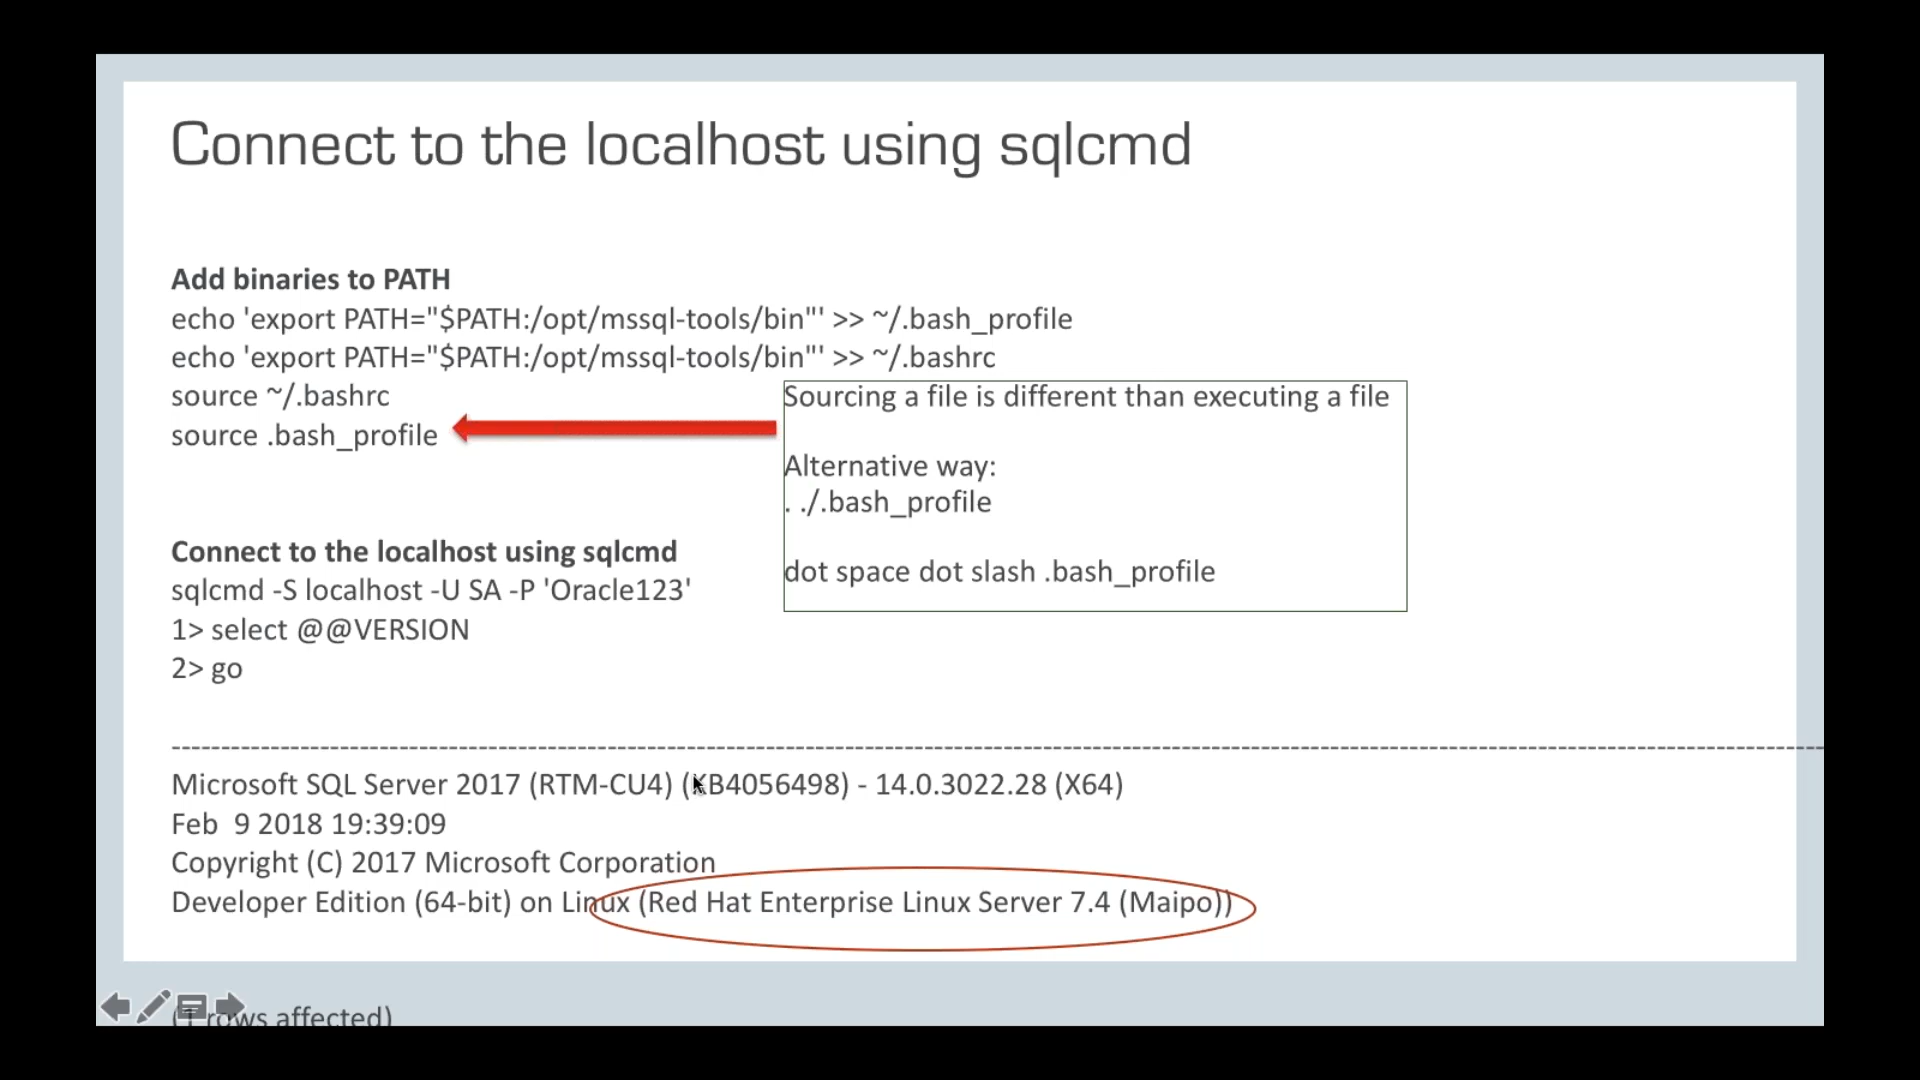 Connect to the localhost using sqlcmd
Add binaries to PATH
echo 'export PATH="$PATH:/opt/mssql-tools/bin"' >> ~/.bash_profile
echo 'export PATH="$PATH:/opt/mssql-tools/bin"' >> ~/.bashrc
source ~/.bashrc
source .bash_profile
Sourcing a file is different than executing a file
Alternative way:
. ./.bash_profile
dot space dot slash .bash_profile
Connect to the localhost using sqlcmd
sqlcmd -S localhost -U SA -P 'Oracle123'
1> select @@VERSION
2> go
Microsoft SQL Server 2017 (RTM-CU4) (KB4056498) - 14.0.3022.28 (X64)
Feb  9 2018 19:39:09
Copyright (C) 2017 Microsoft Corporation
Developer Edition (64-bit) on Linux (Red Hat Enterprise Linux Server 7.4 (Maipo))
(1 rows affected)